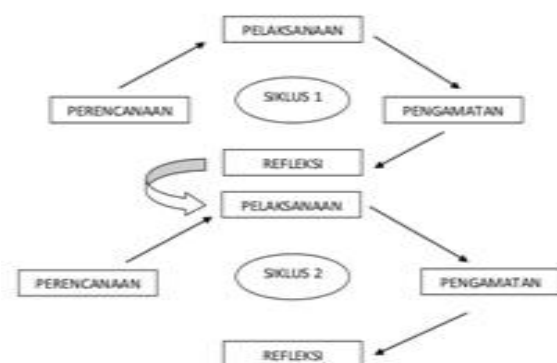 PELAKSANAAN
SIKLUS 1
PERENCANAAN
PENGAMATAN
REFLEKSI
PELAKSANAAN
SIKLUS 2
PERENCANAAN
PENGAMATAN
REFLEKSI